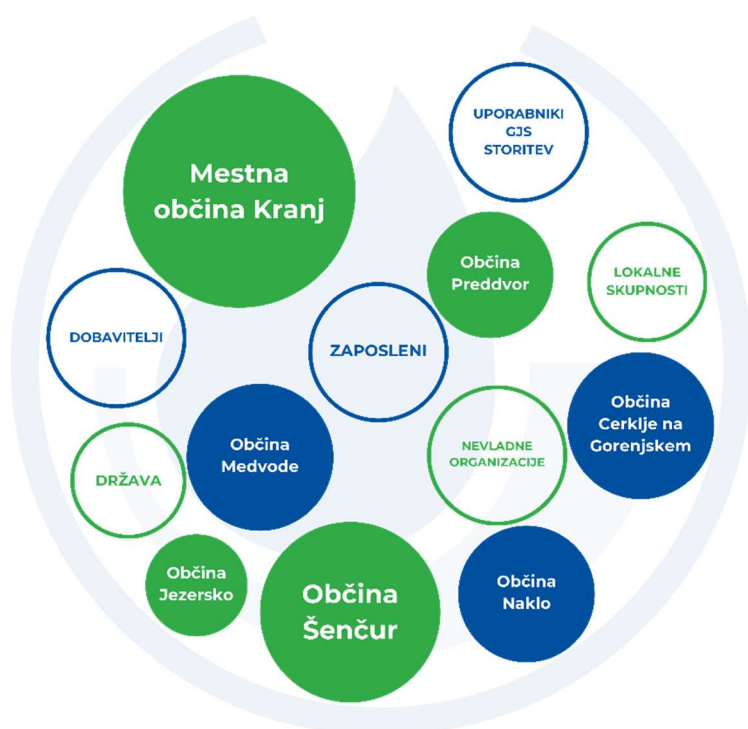 UPORABNIKI
GJS
STORITEV
Mestna
občina Kranj
Občina
Preddvor
LOKALNE
SKUPNOSTI
DOBAVITELJI
ZAPOSLENI
Občina
Cerklje na
Gorenjskem
Občina
Medvode
NEVLADNE
ORGANIZACIJE
DRŽAVA
Občina
Jezersko
Občina
Šenčur
Občina
Naklo